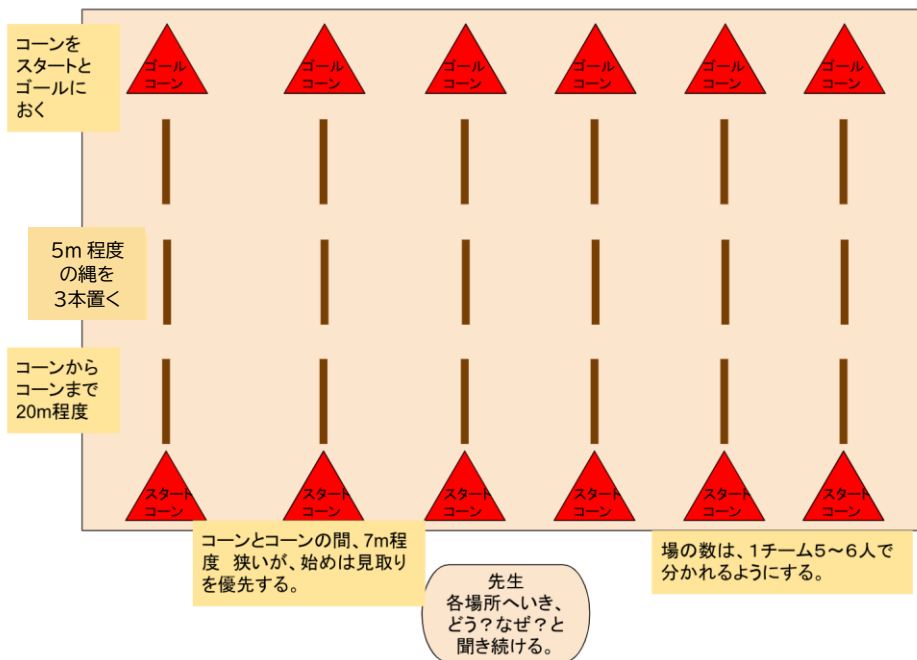 コーンを
スタートと
ゴールに
おく
ゴール
コーン
ゴール
コーン
ゴール
コーン
ゴール
コーン
ゴール
コーン
ゴール
コーン
5m 程度
の縄を
3本置く
コーンから
コーンまで
20m程度
スタート
コーン
スタート
コーン
スタート
コーン
スタート
コーン
スタート
コーン
スタート
コーン
コーンとコーンの間、7m程
度 狭いが、始めは見取り
を優先する。
場の数は、1チーム5~6人で
分かれるようにする。
先生
各場所へいき、
どう?なぜ?と
聞き続ける。